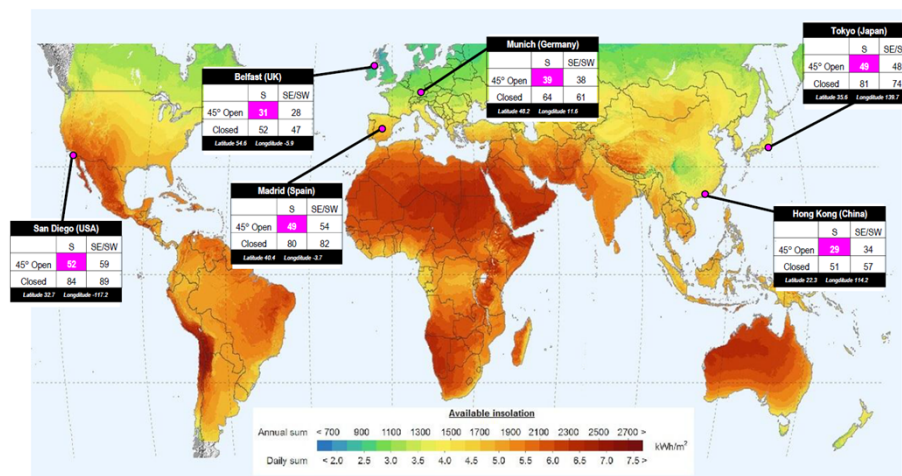 Tokyo (Japan)
S SE/SW
45° Open 49 48
Closed 81 74
Latitude 33.6 Longitude 139.7
Munich (Germany)
S SE/SW
45° Open 39 38
Closed 64 61
Latitude 48.2 Longitude 11.6
Belfast (UK)
S SE/SW
45° Open 31 28
Closed 52 47
Latitude 54.6 Longitude -5.9
Madrid (Spain)
S SE/SW
45° Open 49 54
Closed 80 82
Latitude 40.4 Longitude -3.7
San Diego (USA)
S SE/SW
45° Open 52 59
Closed 84 89
Latitude 32.7 Longitude -117.2
Hong Kong (China)
S SE/SW
45° Open 29 34
Closed 51 57
Latitude 22.3 Longitude 114.2
Available insolation
Annual sum < 700 900 1100 1300 1500 1700 1900 2100 2300 2500 2700 >
kWh/m²
Daily sum < 2.0 2.5 3.0 3.5 4.0 4.5 5.0 5.5 6.0 6.5 7.0 7.5 >